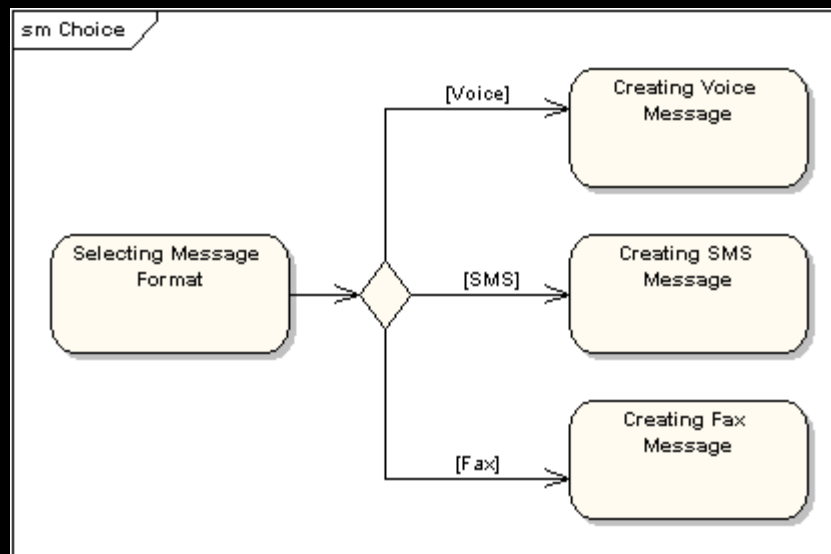 sm Choice
[Voice]
Creating Voice
Message
Selecting Message
Format
[SMS]
Creating SMS
Message
[Fax]
Creating Fax
Message